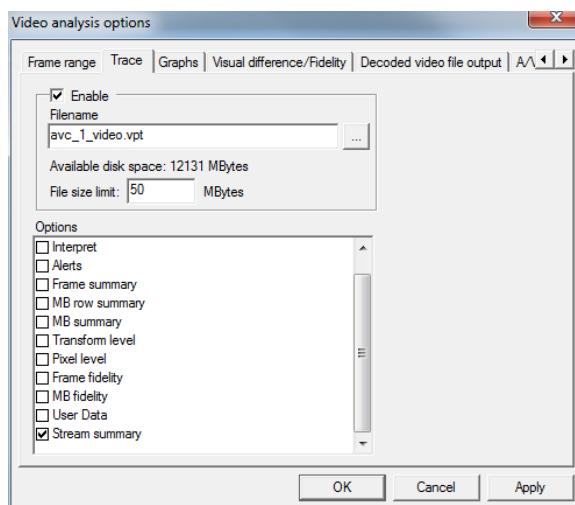 Video analysis options
Frame range Trace Graphs Visual difference/Fidelity Decoded video file output
Enable
Filename
avc_1_video.vpt ...
Available disk space: 12131 MBytes
File size limit: 50 MBytes
Options
Interpret
Alerts
Frame summary
MB row summary
MB summary
Transform level
Pixel level
Frame fidelity
MB fidelity
User Data
Stream summary
OK Cancel Apply